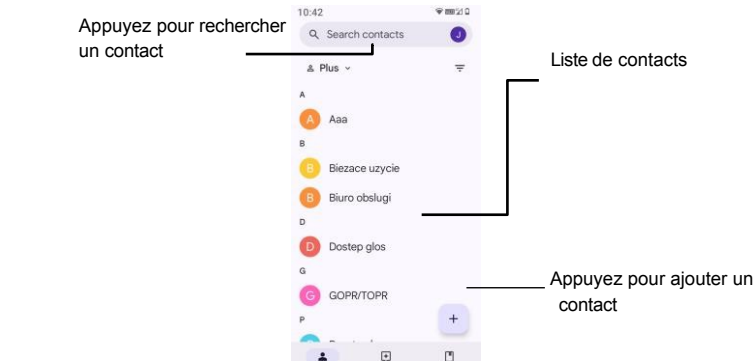 Appuyez pour rechercher
un contact
10:42
Search contacts
J
Plus
Liste de contacts
A
A Aaa
B
B Biezace uzycie
B Biuro obslugi
D
D Dostep glos
G
G GOPR/TOPR
Appuyez pour ajouter un
contact
P
+